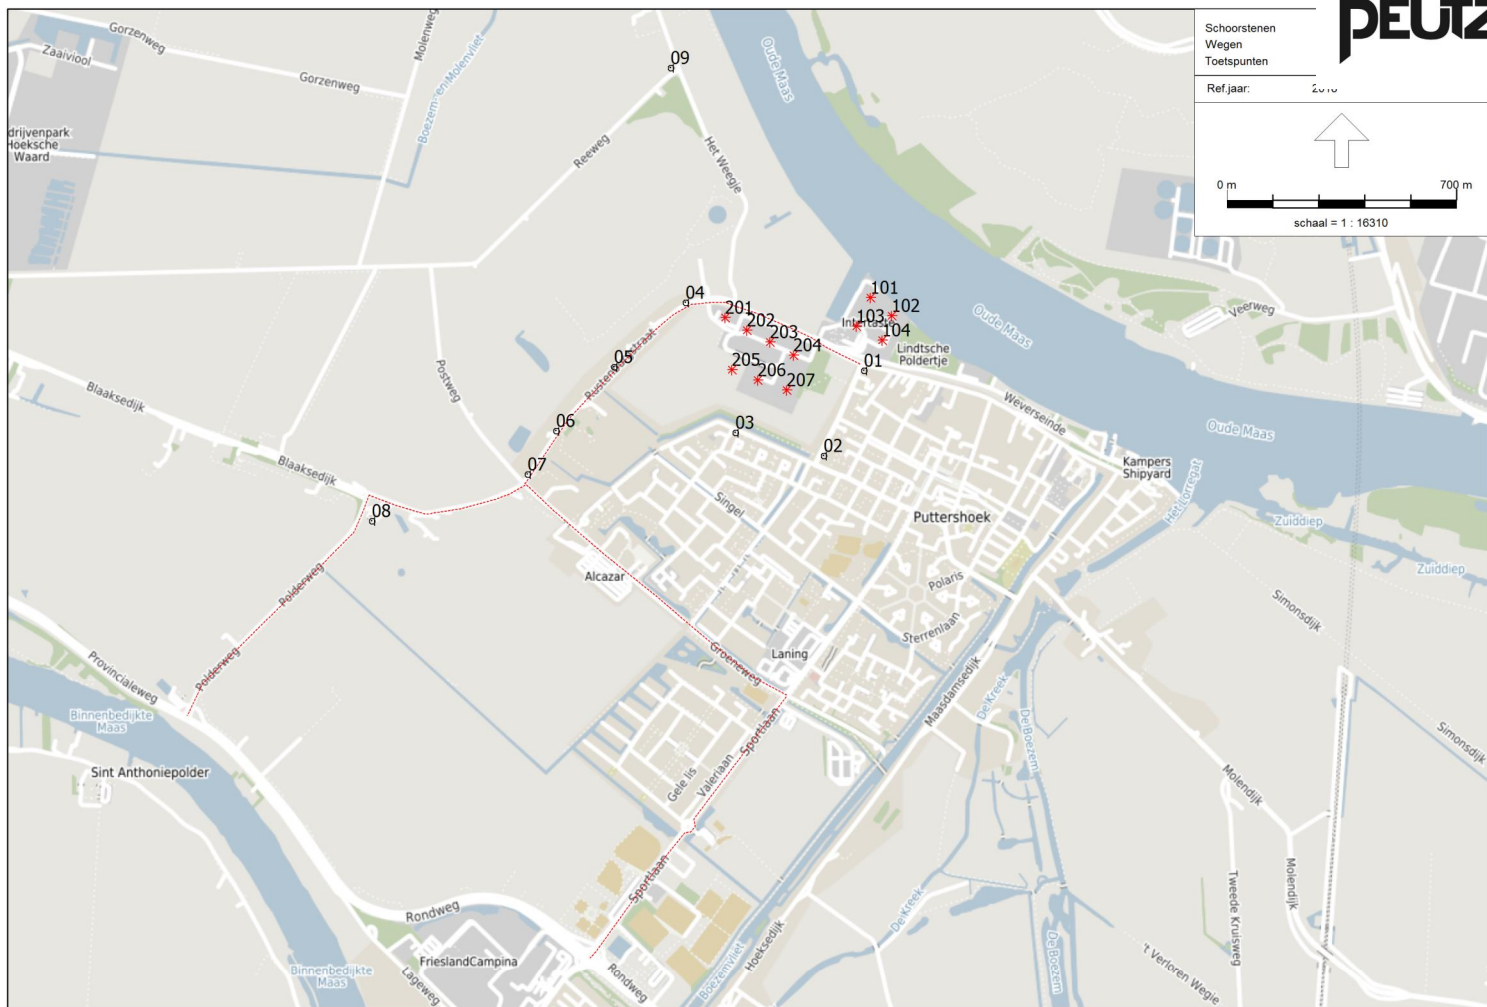 Schoorstenen
Wegen
Toetspunten
PEUTZ
Ref.jaar:
0 m 700 m
schaal = 1 : 16310
Gorzenweg
Zaaiviool
Molenweg
Boezem- en Molenvliet
Gorzenweg
09
Oude Maas
drijvenpark
Hoeksche
Waard
Reeweg
Het Weegje
04
101
201
102
202
103
104
203
204
Oude Maas
Veerweg
Lindtsche
Poldertje
05
205
206
207
01
Postweg
Blaaksedijk
06
03
02
Weverseinde
Oude Maas
07
Blaaksedijk
Kampers
Shipyard
Singel
08
Puttershoek
Zuiddiep
Zuiddiep
Alcazar
Polderweg
Polaris
Simonsdijk
Sterrenlaan
Groeneweg
Laning
Polderweg
Provincialeweg
Maasdamsedijk
De Kreek
De Boezem
Binnenbedijkte
Maas
Sportlaan
Simonsdijk
Sint Anthoniepolder
Gele lis
Valeriaan
Molendijk
Sportlaan
Molendijk
Tweede Kruisweg
Rondweg
De Kreek
Hoeksedijk
De Boezem
FrieslandCampina
Binnenbedijkte
Maas
Lageweg
Rondweg
Boezemvliet
't Verloren Wegie